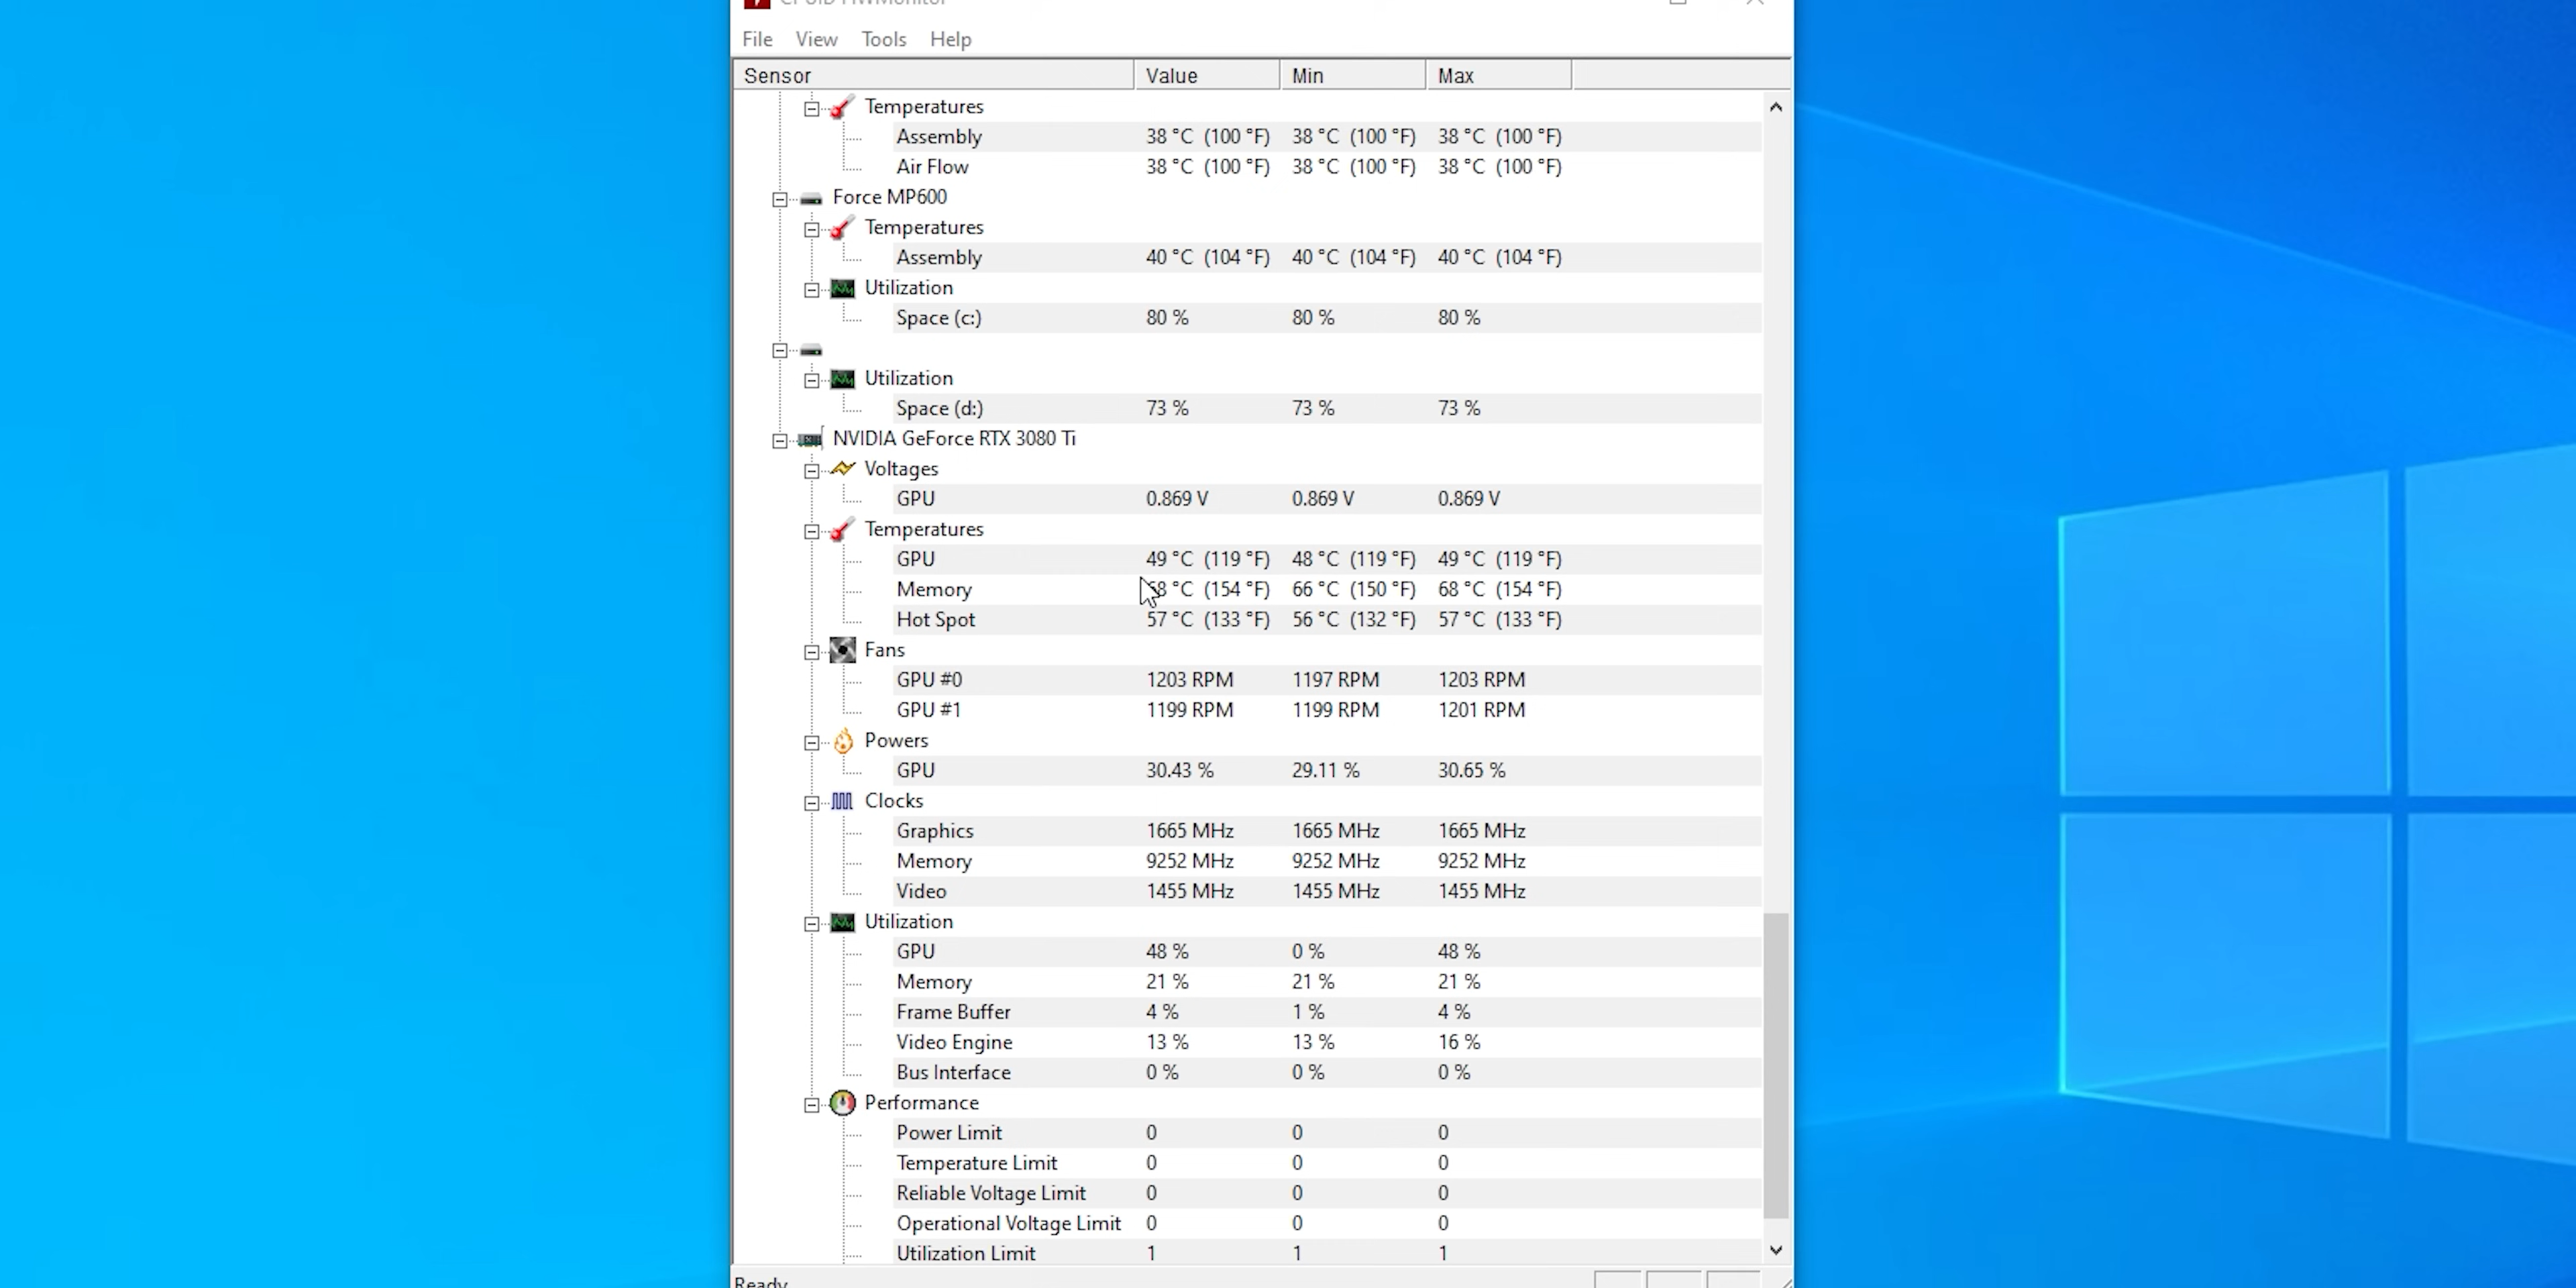 File View Tools Help
Sensor Value Min Max
Temperatures
Assembly 38 °C (100 °F) 38 °C (100 °F) 38 °C (100 °F)
Air Flow 38 °C (100 °F) 38 °C (100 °F) 38 °C (100 °F)
Force MP600
Temperatures
Assembly 40 °C (104 °F) 40 °C (104 °F) 40 °C (104 °F)
Utilization
Space (c:) 80 % 80 % 80 %
Utilization
Space (d:) 73 % 73 % 73 %
NVIDIA GeForce RTX 3080 Ti
Voltages
GPU 0.869 V 0.869 V 0.869 V
Temperatures
GPU 49 °C (119 °F) 48 °C (119 °F) 49 °C (119 °F)
Memory 68 °C (154 °F) 66 °C (150 °F) 68 °C (154 °F)
Hot Spot 57 °C (133 °F) 56 °C (132 °F) 57 °C (133 °F)
Fans
GPU #0 1203 RPM 1197 RPM 1203 RPM
GPU #1 1199 RPM 1199 RPM 1201 RPM
Powers
GPU 30.43 % 29.11 % 30.65 %
Clocks
Graphics 1665 MHz 1665 MHz 1665 MHz
Memory 9252 MHz 9252 MHz 9252 MHz
Video 1455 MHz 1455 MHz 1455 MHz
Utilization
GPU 48 % 0 % 48 %
Memory 21 % 21 % 21 %
Frame Buffer 4 % 1 % 4 %
Video Engine 13 % 13 % 16 %
Bus Interface 0 % 0 % 0 %
Performance
Power Limit 0 0 0
Temperature Limit 0 0 0
Reliable Voltage Limit 0 0 0
Operational Voltage Limit 0 0 0
Utilization Limit 1 1 1
Ready